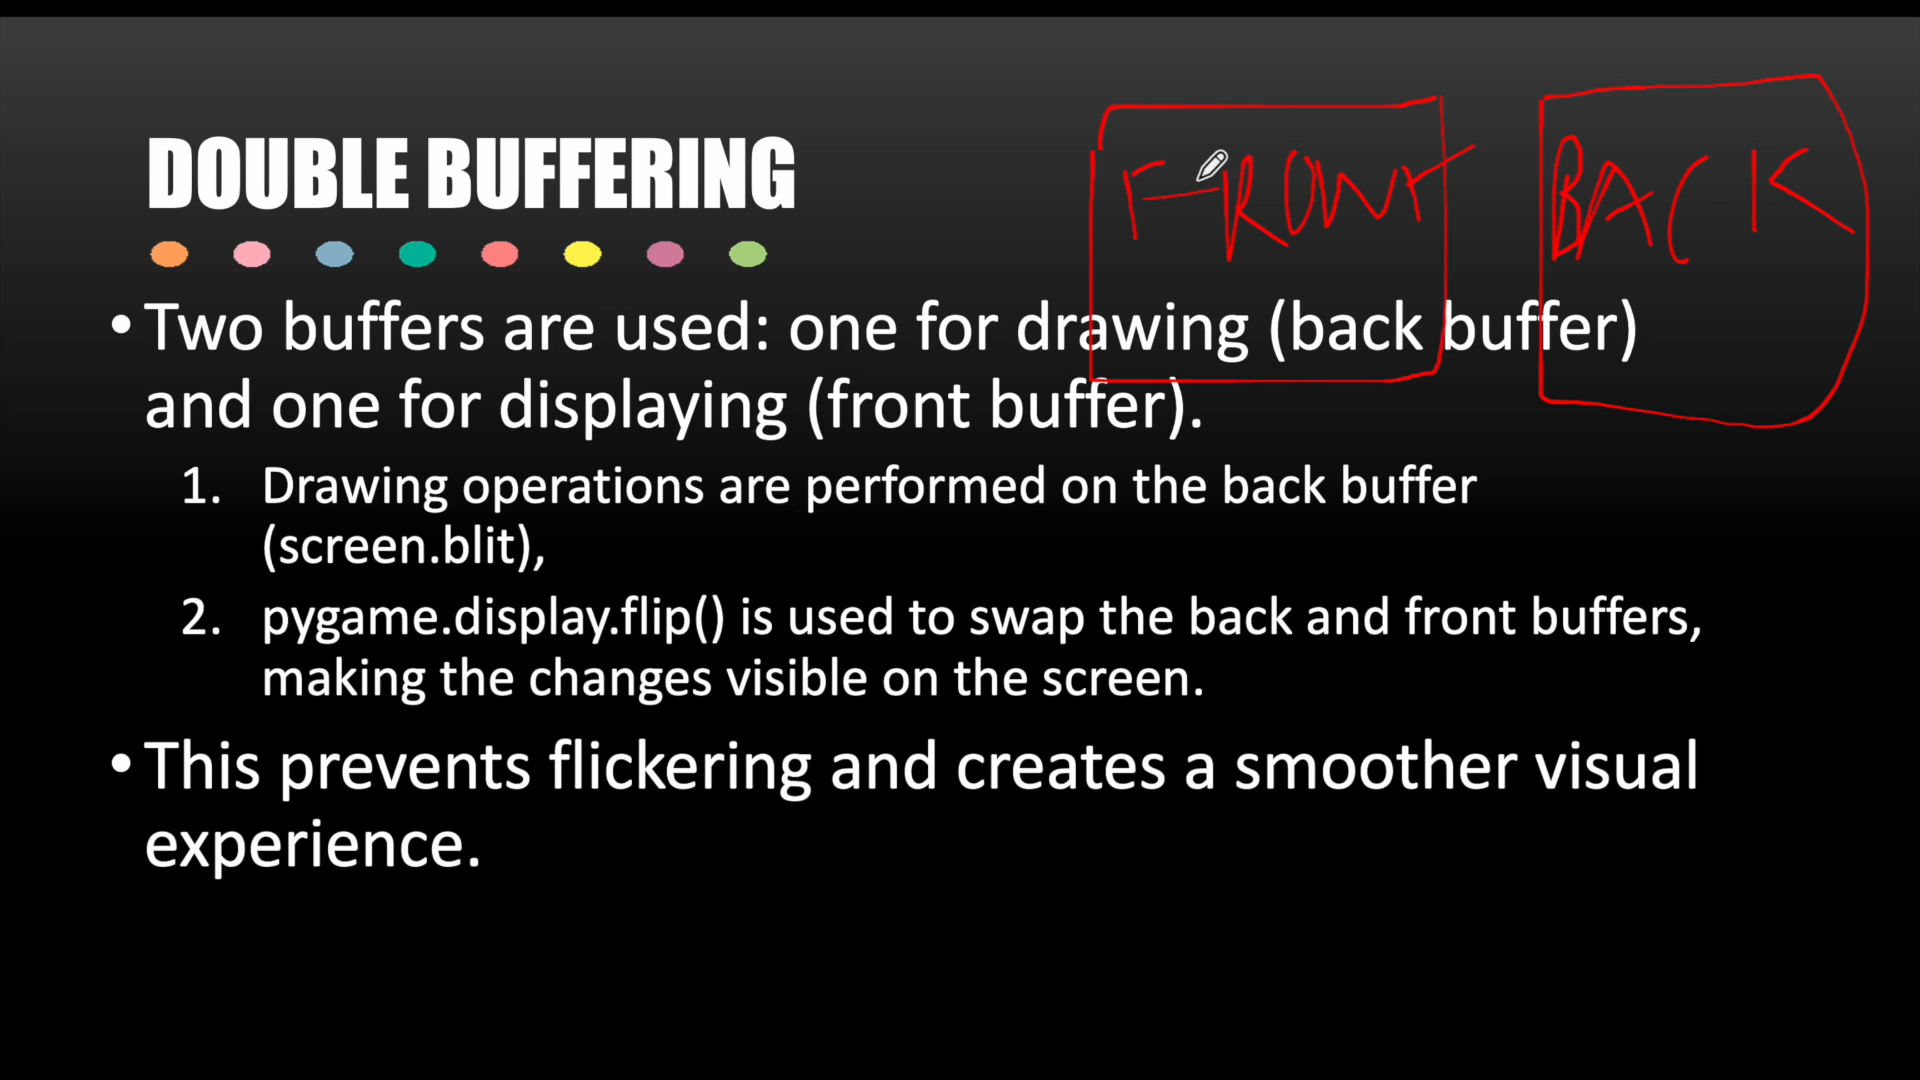 DOUBLE BUFFERING
FRONT
BACK
• Two buffers are used: one for drawing (back buffer)
and one for displaying (front buffer).
1. Drawing operations are performed on the back buffer
(screen.blit),
2. pygame.display.flip() is used to swap the back and front buffers,
making the changes visible on the screen.
• This prevents flickering and creates a smoother visual
experience.